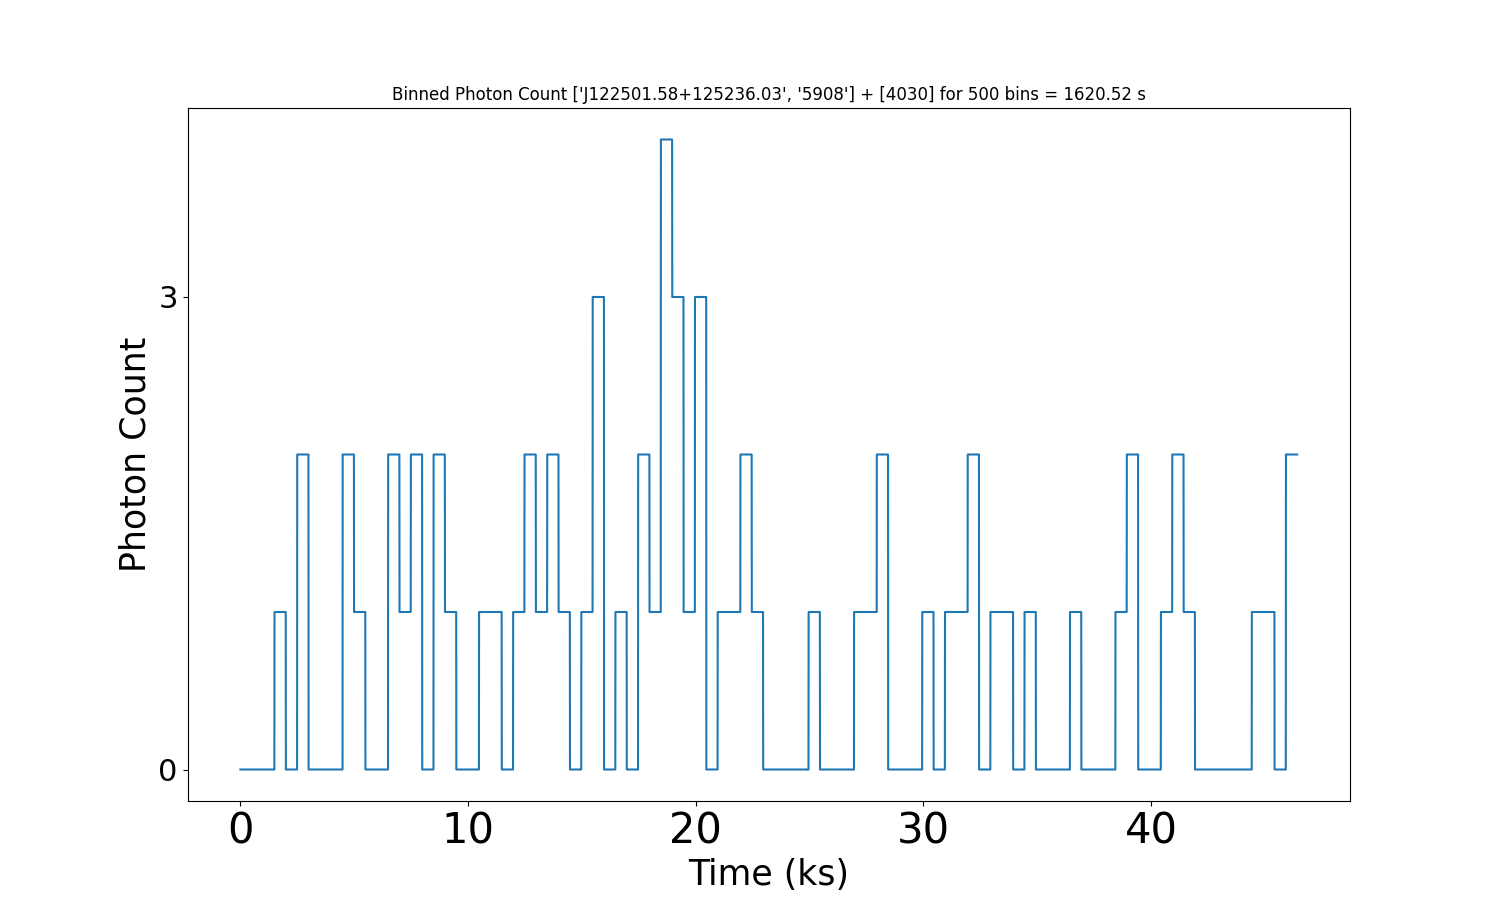 Binned Photon Count ['J122501.58+125236.03', '5908'] + [4030] for 500 bins = 1620.52 s
3
0
Photon Count
0 10 20 30 40
Time (ks)